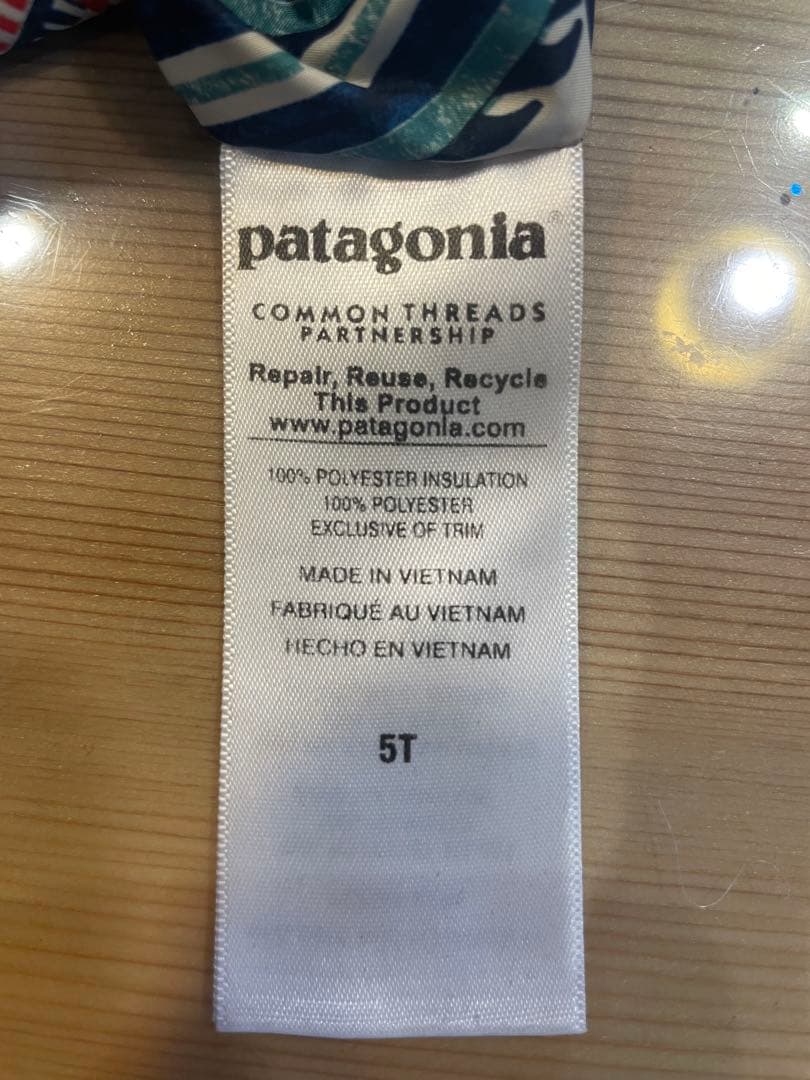 patagonia®
COMMON THREADS
PARTNERSHIP
Repair, Reuse, Recycle
This Product
www.patagonia.com
100% POLYESTER INSULATION
100% POLYESTER
EXCLUSIVE OF TRIM
MADE IN VIETNAM
FABRIQUÉ AU VIETNAM
HECHO EN VIETNAM
5T